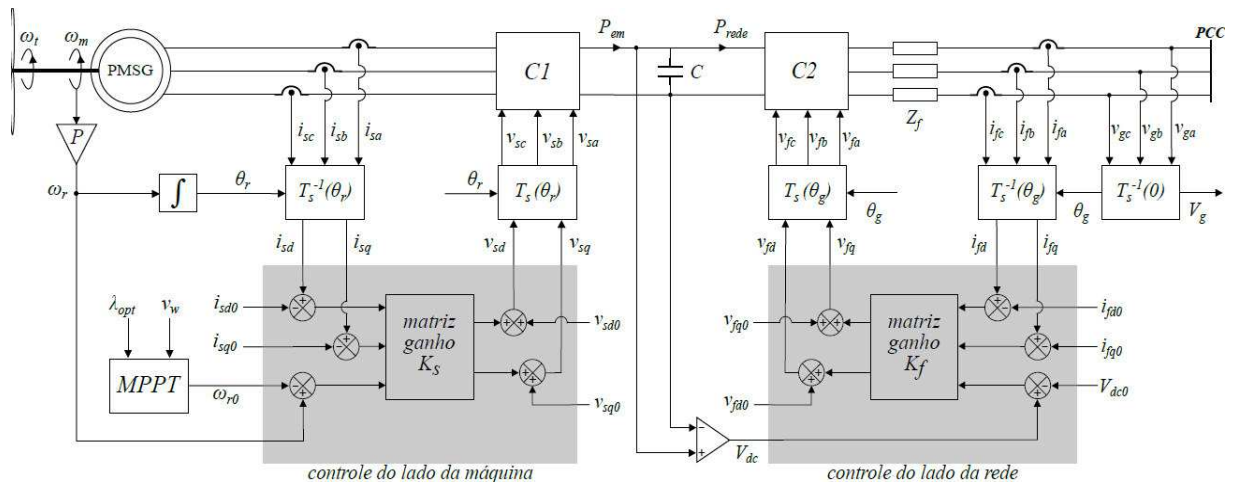 ω_t ω_m P_em P_rede PCC
PMSG C1 C C2
P i_sc i_sb i_sa v_sc v_sb v_sa v_fc v_fb v_fa Z_f i_fc i_fb i_fa v_gc v_gb v_ga
ω_r ∫ θ_r T_s^-1(θ_r) θ_r T_s(θ_r) T_s(θ_g) θ_g T_s^-1(θ_g) θ_g T_s^-1(0) V_g
i_sd i_sq v_sd v_sq v_fd v_fq i_fd i_fq
λ_opt v_w i_sd0 v_sd0 v_fq0 i_fd0
i_sq0 matriz ganho K_s matriz ganho K_f i_fq0
MPPT ω_r0 v_sq0 v_fd0 V_dc0
− + V_dc
controle do lado da máquina controle do lado da rede